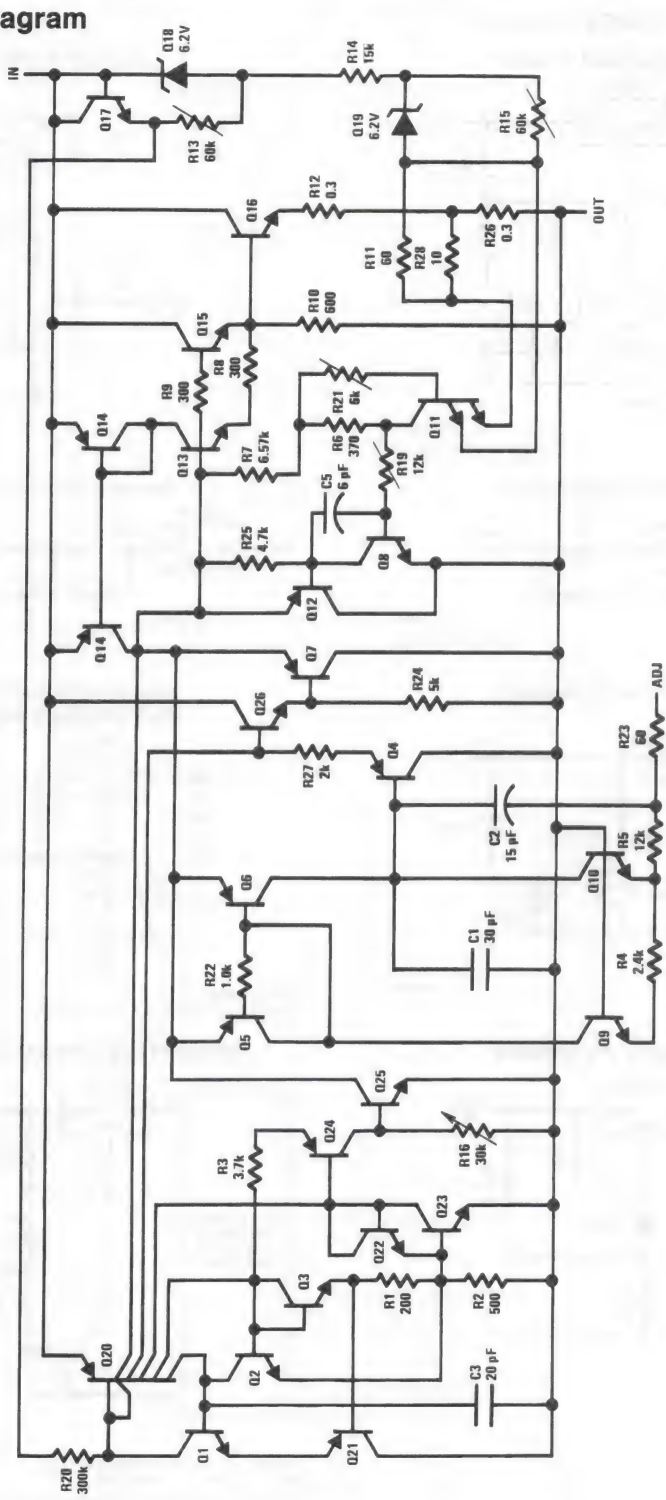 agram
IN
OUT
ADJ
R20
300k
Q20
Q1
Q21
C3
20 pF
Q2
Q3
R1
200
R2
500
R3
3.7k
Q22
Q23
Q24
Q25
R16
30k
Q5
R22
1.0k
Q6
C1
30 pF
Q9
R4
2.4k
Q10
R5
12k
R23
60
C2
15 pF
Q4
R27
2k
Q26
R24
5k
Q7
Q14
Q12
R25
4.7k
C5
6 pF
Q8
R19
12k
Q14
Q13
R9
300
R8
300
R7
6.57k
R6
370
R21
6k
Q11
Q15
R10
600
Q16
R12
0.3
R11
60
R28
10
R26
0.3
Q17
R13
60k
Q18
6.2V
R14
15k
Q19
6.2V
R15
60k